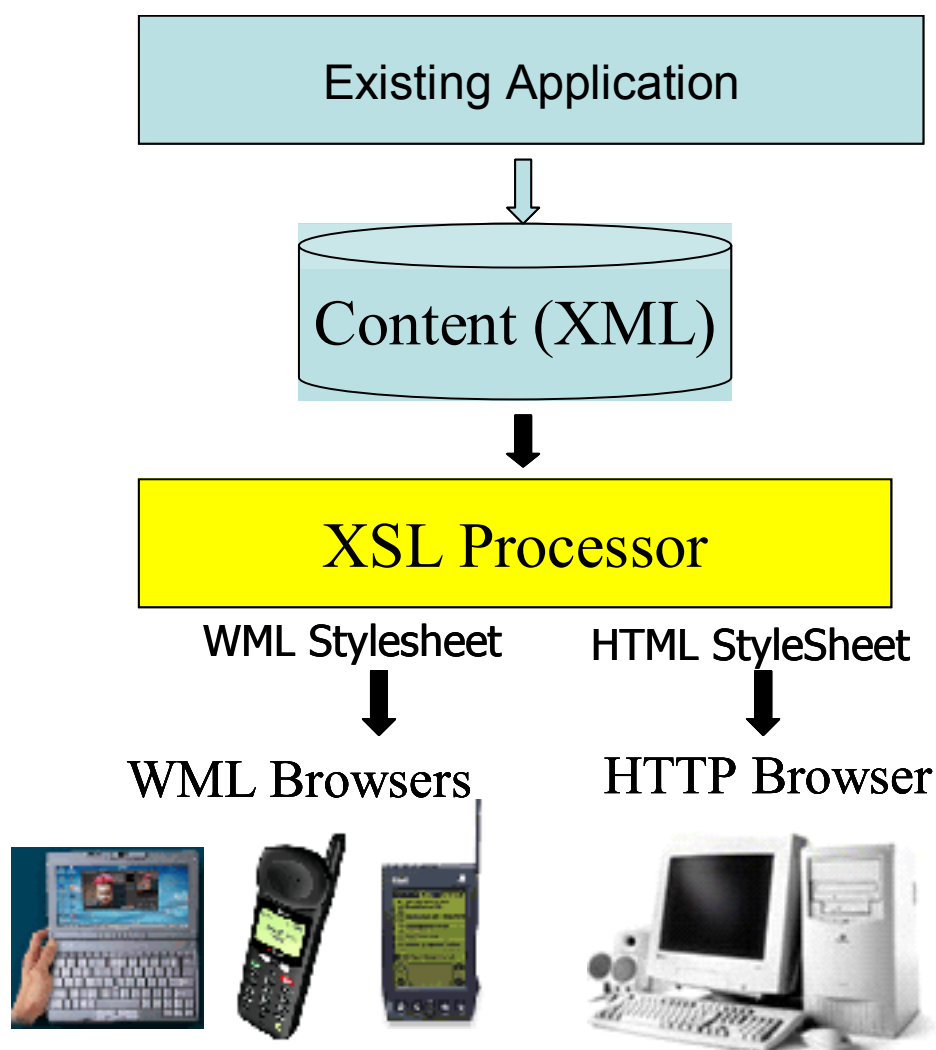 Existing Application
Content (XML)
XSL Processor
WML Stylesheet
HTML StyleSheet
WML Browsers
HTTP Browser